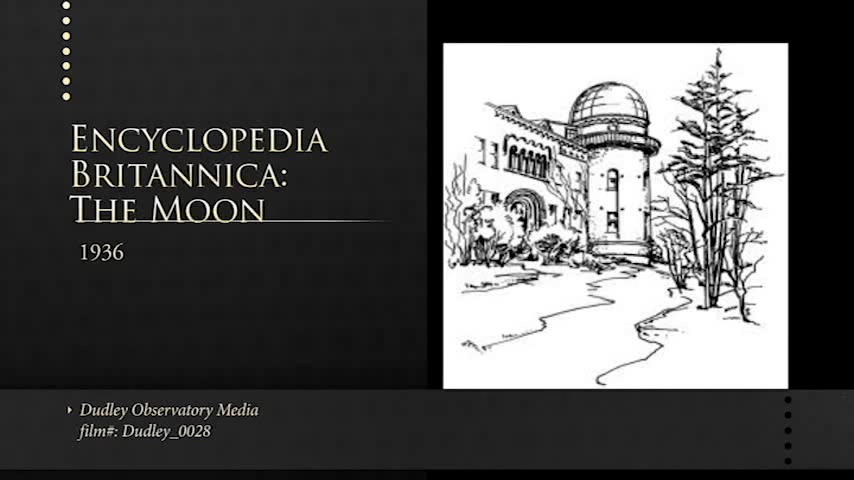 Encyclopedia
Britannica:
The Moon
1936
Dudley Observatory Media
film#: Dudley_0028